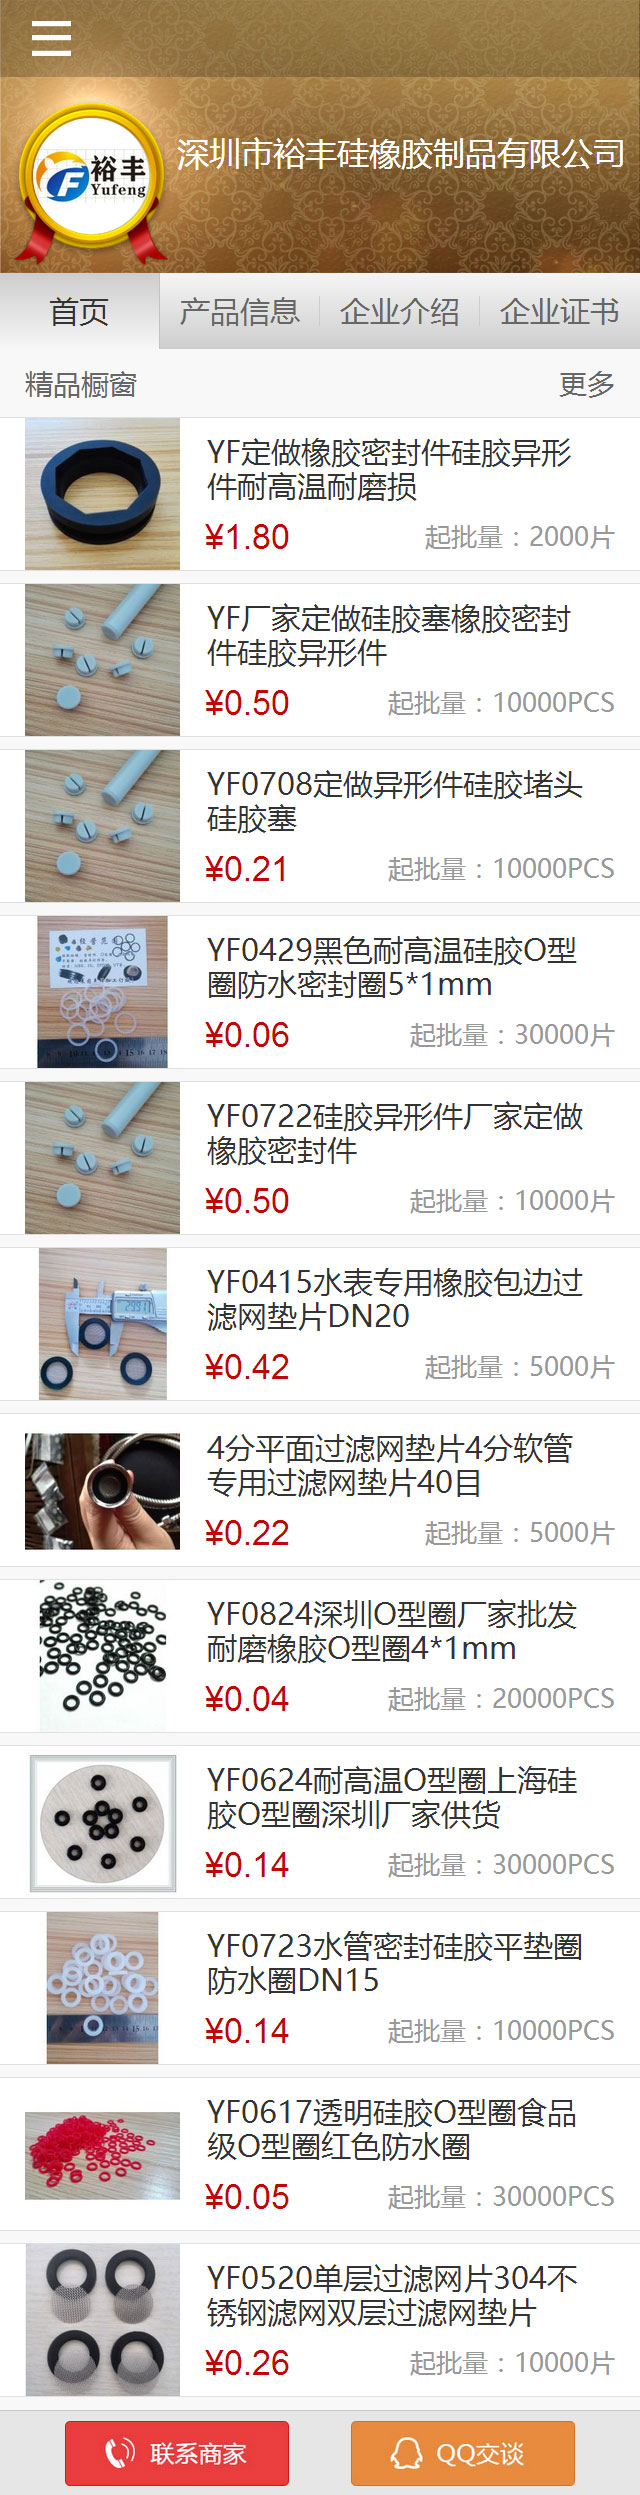 裕丰
Yufeng
深圳市裕丰硅橡胶制品有限公司
首页 产品信息 企业介绍 企业证书
精品橱窗 更多
YF定做橡胶密封件硅胶异形
件耐高温耐磨损
¥1.80 起批量：2000片
YF厂家定做硅胶塞橡胶密封
件硅胶异形件
¥0.50 起批量：10000PCS
YF0708定做异形件硅胶堵头
硅胶塞
¥0.21 起批量：10000PCS
YF0429黑色耐高温硅胶O型
圈防水密封圈5*1mm
¥0.06 起批量：30000片
YF0722硅胶异形件厂家定做
橡胶密封件
¥0.50 起批量：10000片
YF0415水表专用橡胶包边过
滤网垫片DN20
¥0.42 起批量：5000片
4分平面过滤网垫片4分软管
专用过滤网垫片40目
¥0.22 起批量：5000片
YF0824深圳O型圈厂家批发
耐磨橡胶O型圈4*1mm
¥0.04 起批量：20000PCS
YF0624耐高温O型圈上海硅
胶O型圈深圳厂家供货
¥0.14 起批量：30000PCS
YF0723水管密封硅胶平垫圈
防水圈DN15
¥0.14 起批量：10000PCS
YF0617透明硅胶O型圈食品
级O型圈红色防水圈
¥0.05 起批量：30000PCS
YF0520单层过滤网片304不
锈钢滤网双层过滤网垫片
¥0.26 起批量：10000片
联系商家 QQ交谈